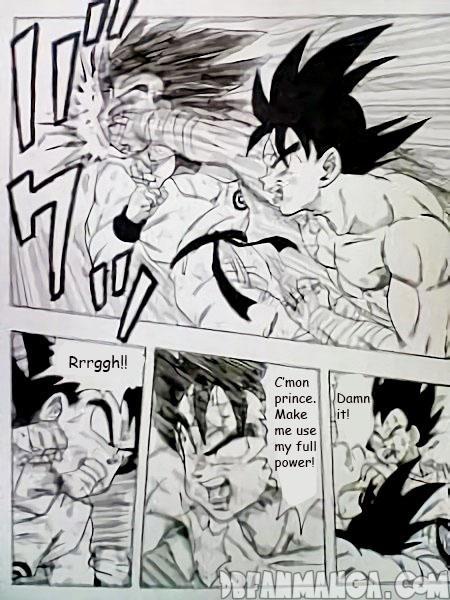 Rrrggh!!
C'mon
prince.
Make
me use
my full
power!
Damn
it!
DBFANMANGA.COM